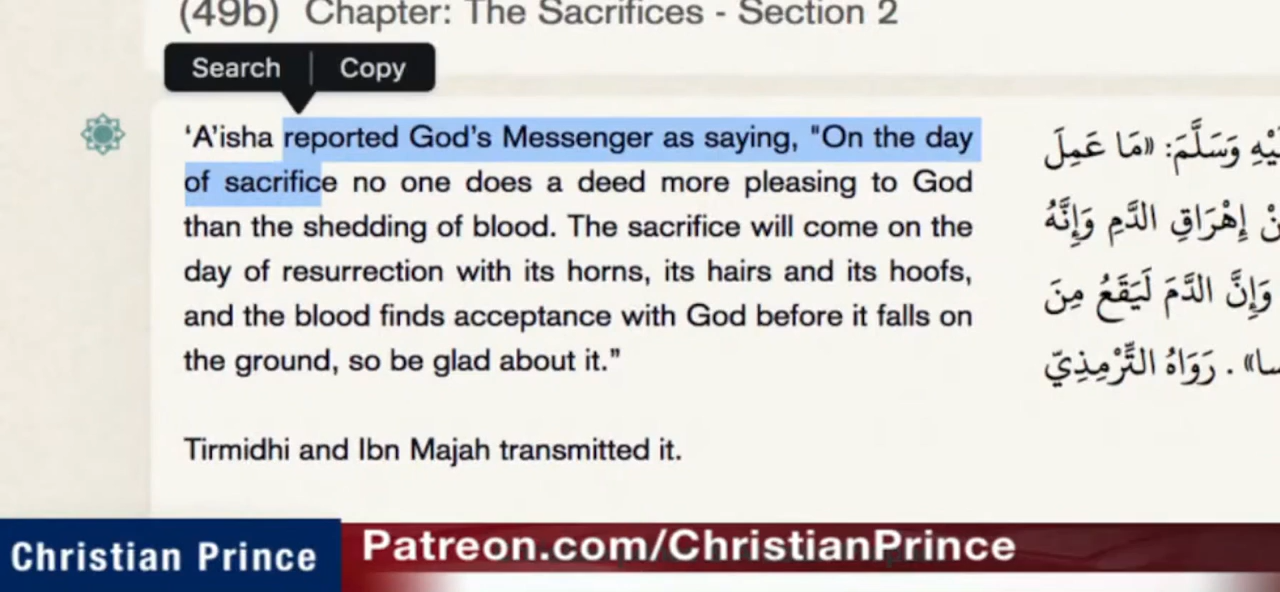 (49b) Chapter: The Sacrifices - Section 2
Search | Copy
‘A’isha reported God’s Messenger as saying, "On the day
of sacrifice no one does a deed more pleasing to God
than the shedding of blood. The sacrifice will come on the
day of resurrection with its horns, its hairs and its hoofs,
and the blood finds acceptance with God before it falls on
the ground, so be glad about it.”
Tirmidhi and Ibn Majah transmitted it.
وَسَلَّمَ: «مَا عَمِلَ
إِهْرَاقِ الدَّمِ وَإِنَّهُ
وَإِنَّ الدَّمَ لَيَقَعُ مِنَ
». رَوَاهُ التِّرْمِذِيّ
Christian Prince
Patreon.com/ChristianPrince